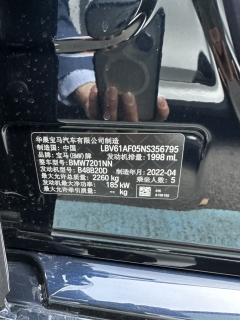 华晨宝马汽车有限公司制造
制造国: 中国 LBV61AF05NS356795
品牌: 宝马(BMW)牌 发动机排量: 1998 mL
整车型号: BMW7201NN
发动机型号: B48B20D 制造年月: 2022-04
最大允许总质量: 2260 kg 乘坐人数: 5
发动机最大净功率: 185 kW
最大允许牵引质量: kg